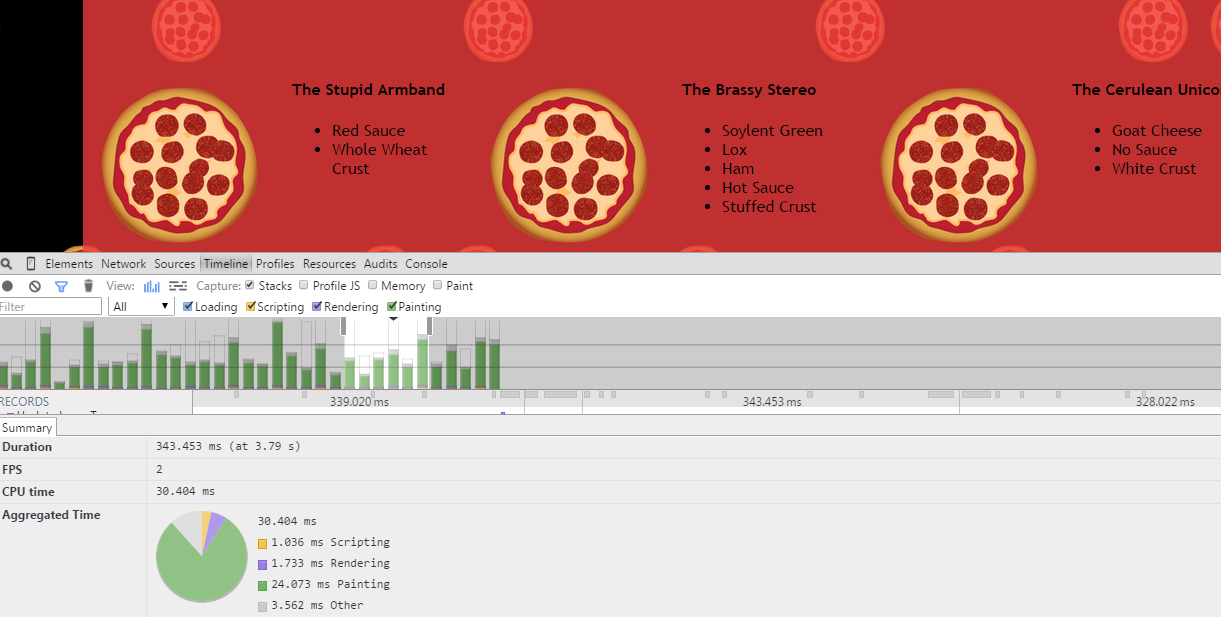 The Stupid Armband
The Brassy Stereo
The Cerulean Unico
Red Sauce
Whole Wheat
Crust
Soylent Green
Lox
Ham
Hot Sauce
Stuffed Crust
Goat Cheese
No Sauce
White Crust
Elements Network Sources Timeline Profiles Resources Audits Console
View: Capture: Stacks Profile JS Memory Paint
Filter All Loading Scripting Rendering Painting
RECORDS 339.020 ms 343.453 ms 328.022 ms
Summary
Duration 343.453 ms (at 3.79 s)
FPS 2
CPU time 30.404 ms
Aggregated Time
30.404 ms
1.036 ms Scripting
1.733 ms Rendering
24.073 ms Painting
3.562 ms Other